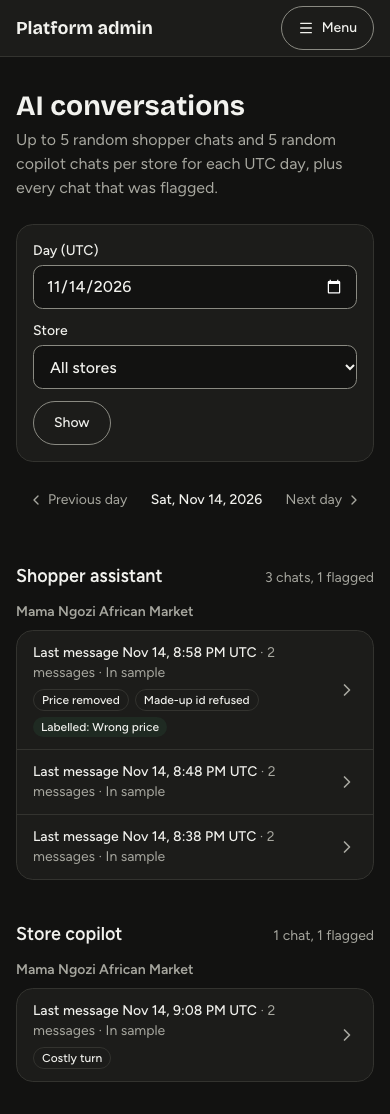 Platform admin
Menu
AI conversations
Up to 5 random shopper chats and 5 random
copilot chats per store for each UTC day, plus
every chat that was flagged.
Day (UTC)
11/14/2026
Store
All stores
Show
Previous day
Sat, Nov 14, 2026
Next day
Shopper assistant
3 chats, 1 flagged
Mama Ngozi African Market
Last message Nov 14, 8:58 PM UTC · 2
messages · In sample
Price removed
Made-up id refused
Labelled: Wrong price
Last message Nov 14, 8:48 PM UTC · 2
messages · In sample
Last message Nov 14, 8:38 PM UTC · 2
messages · In sample
Store copilot
1 chat, 1 flagged
Mama Ngozi African Market
Last message Nov 14, 9:08 PM UTC · 2
messages · In sample
Costly turn